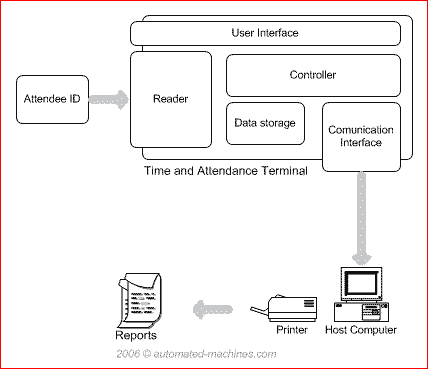 User Interface
Attendee ID
Reader
Controller
Data storage
Comunication
Interface
Time and Attendance Terminal
Reports
Printer
Host Computer
2006 © automated-machines.com